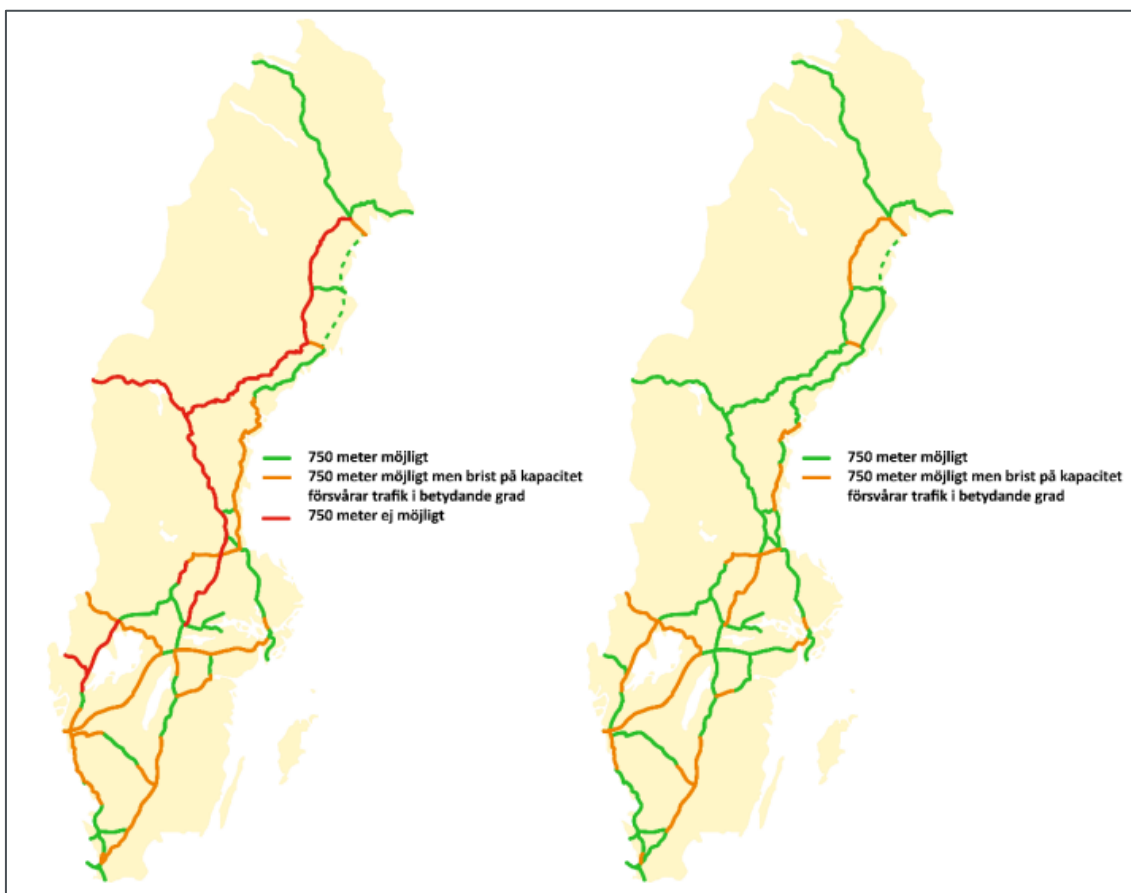 750 meter möjligt
750 meter möjligt men brist på kapacitet
försvårar trafik i betydande grad
750 meter ej möjligt
750 meter möjligt
750 meter möjligt men brist på kapacitet
försvårar trafik i betydande grad